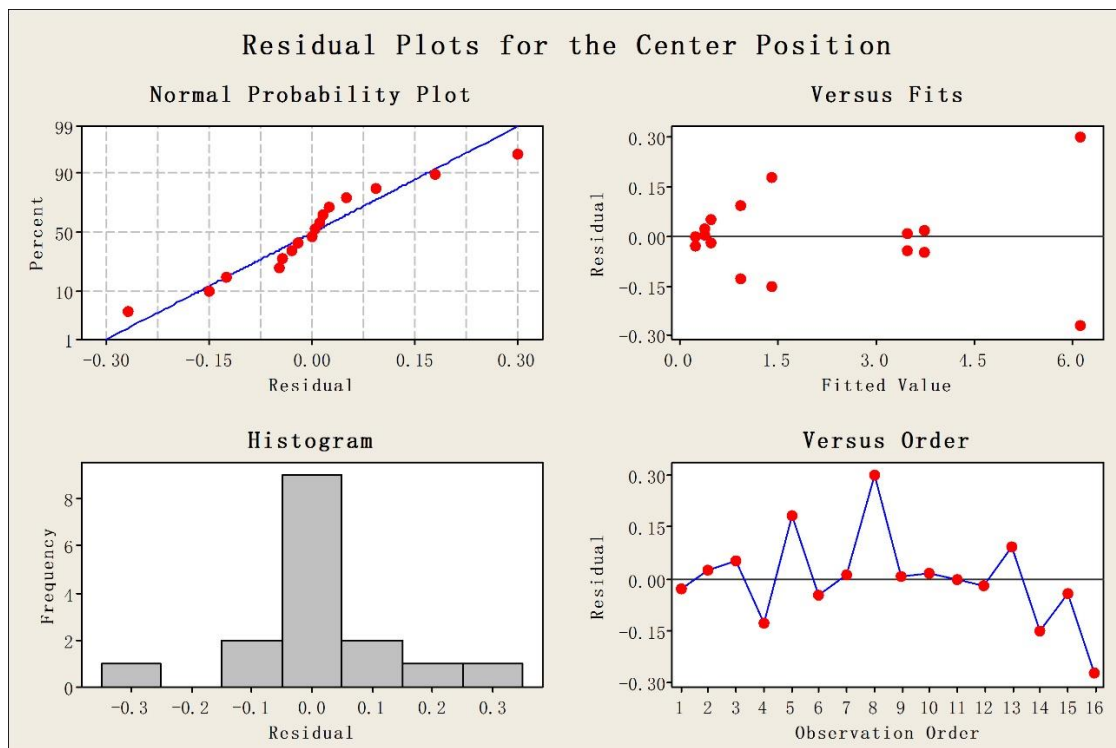 Residual Plots for the Center Position
Normal Probability Plot
99
90
50
10
1
Percent
-0.30
-0.15
0.00
0.15
0.30
Residual
Versus Fits
0.30
0.15
0.00
-0.15
-0.30
Residual
0.0
1.5
3.0
4.5
6.0
Fitted Value
Histogram
8
6
4
2
0
Frequency
-0.3
-0.2
-0.1
0.0
0.1
0.2
0.3
Residual
Versus Order
0.30
0.15
0.00
-0.15
-0.30
Residual
1 2 3 4 5 6 7 8 9 10 11 12 13 14 15 16
Observation Order